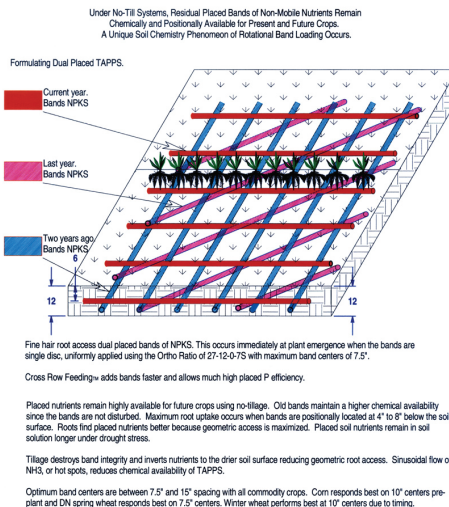 Under No-Till Systems, Residual Placed Bands of Non-Mobile Nutrients Remain
Chemically and Positionally Available for Present and Future Crops.
A Unique Soil Chemistry Phenomeon of Rotational Band Loading Occurs.
Formulating Dual Placed TAPPS.
Current year.
Bands NPKS
Last year.
Bands NPKS
Two years ago
Bands NPKS
6
12
12
Fine hair root access dual placed bands of NPKS. This occurs immediately at plant emergence when the bands are
single disc, uniformly applied using the Ortho Ratio of 27-12-0-7S with maximum band centers of 7.5".
Cross Row Feeding™ adds bands faster and allows much high placed P efficiency.
Placed nutrients remain highly available for future crops using no-tillage. Old bands maintain a higher chemical availability
since the bands are not disturbed. Maximum root uptake occurs when bands are positionally located at 4" to 8" below the soi
surface. Roots find placed nutrients better because geometric access is maximized. Placed soil nutrients remain in soil
solution longer under drought stress.
Tillage destroys band integrity and inverts nutrients to the drier soil surface reducing geometric root access. Sinusoidal flow o
NH3, or hot spots, reduces chemical availability of TAPPS.
Optimum band centers are between 7.5" and 15" spacing with all commodity crops. Corn responds best on 10" centers pre-
plant and DN spring wheat responds best on 7.5" centers. Winter wheat performs best at 10" centers due to timing.